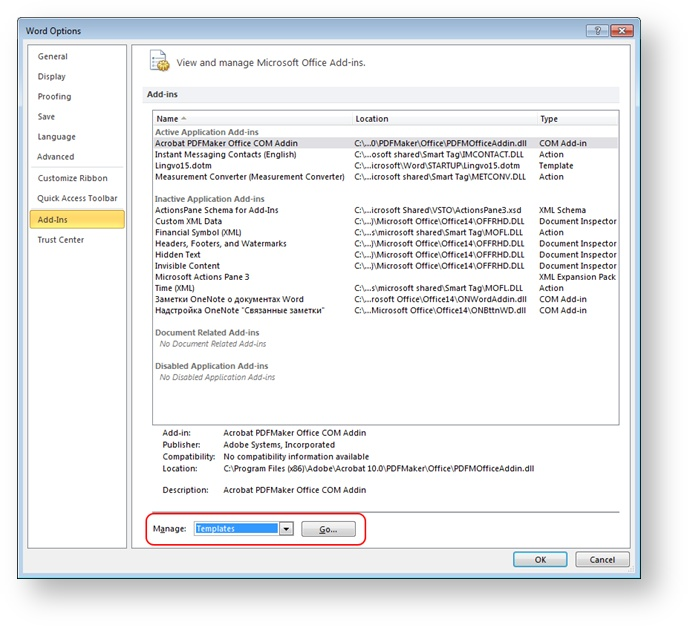 Word Options
General
Display
Proofing
Save
Language
Advanced
Customize Ribbon
Quick Access Toolbar
Add-Ins
Trust Center
View and manage Microsoft Office Add-ins.
Add-ins
Name Location Type
Active Application Add-ins
Acrobat PDFMaker Office COM Addin C:\,...0\PDFMaker\Office\PDFMOfficeAddin.dll COM Add-in
Instant Messaging Contacts (English) C:\,...osoft shared\Smart Tag\IMCONTACT.DLL Action
Lingvo15.dotm C:\,...icrosoft\Word\STARTUP\Lingvo15.dotm Template
Measurement Converter (Measurement Converter) C:\,...icrosoft shared\Smart Tag\METCONV.DLL Action
Inactive Application Add-ins
ActionsPane Schema for Add-Ins C:\,...icrosoft Shared\VSTO\ActionsPane3.xsd XML Schema
Custom XML Data C:\,...)\Microsoft Office\Office14\OFFRHD.DLL Document Inspector
Financial Symbol (XML) C:\,...s\microsoft shared\Smart Tag\MOFL.DLL Action
Headers, Footers, and Watermarks C:\,...)\Microsoft Office\Office14\OFFRHD.DLL Document Inspector
Hidden Text C:\,...)\Microsoft Office\Office14\OFFRHD.DLL Document Inspector
Invisible Content C:\,...)\Microsoft Office\Office14\OFFRHD.DLL Document Inspector
Microsoft Actions Pane 3 XML Expansion Pack
Time (XML) C:\,...s\microsoft shared\Smart Tag\MOFL.DLL Action
Заметки OneNote о документах Word C:\,...rosoft Office\Office14\ONWordAddin.dll COM Add-in
Надстройка OneNote "Связанные заметки" C:\,...Microsoft Office\Office14\ONBttnWD.dll COM Add-in
Document Related Add-ins
No Document Related Add-ins
Disabled Application Add-ins
No Disabled Application Add-ins
Add-in: Acrobat PDFMaker Office COM Addin
Publisher: Adobe Systems, Incorporated
Compatibility: No compatibility information available
Location: C:\Program Files (x86)\Adobe\Acrobat 10.0\PDFMaker\Office\PDFMOfficeAddin.dll
Description: Acrobat PDFMaker Office COM Addin
Manage: Templates Go...
OK Cancel